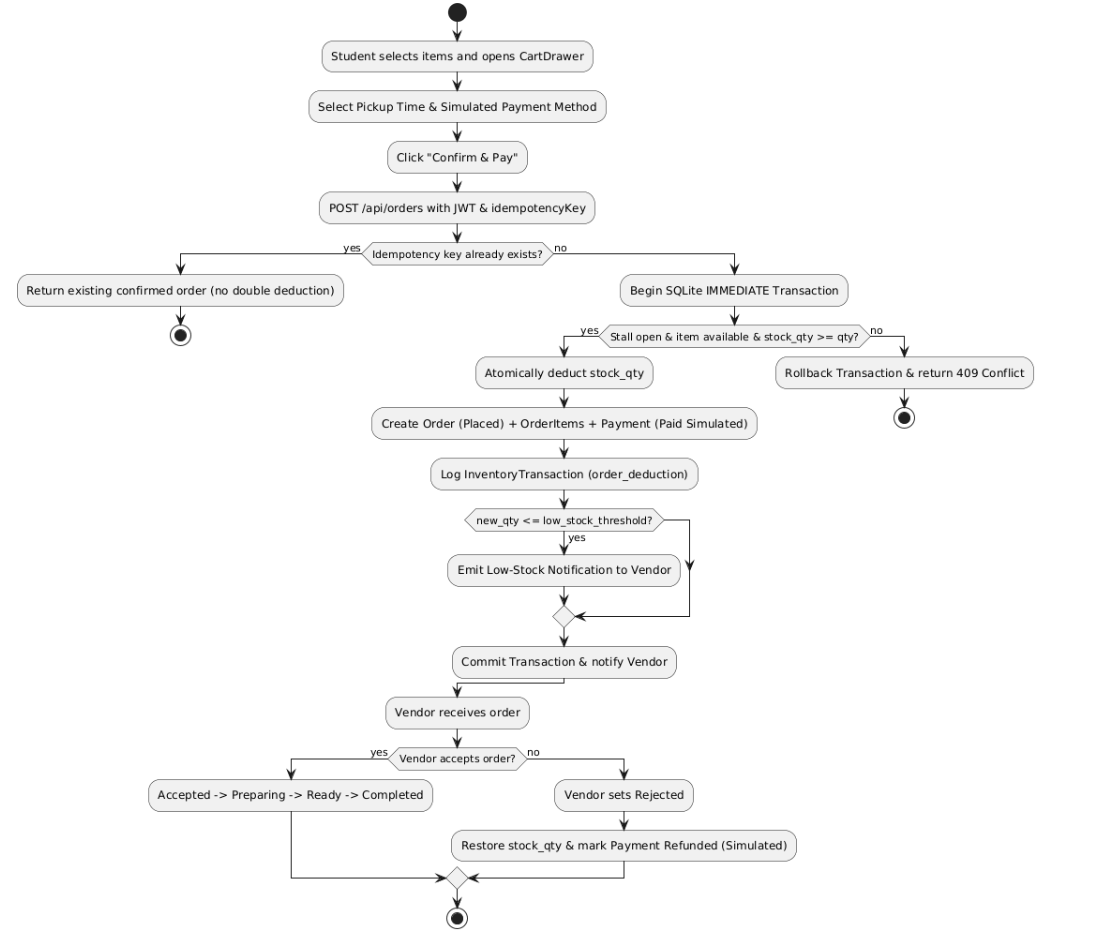 Student selects items and opens CartDrawer
Select Pickup Time & Simulated Payment Method
Click "Confirm & Pay"
POST /api/orders with JWT & idempotencyKey
yes
Idempotency key already exists?
no
Return existing confirmed order (no double deduction)
Begin SQLite IMMEDIATE Transaction
yes
Stall open & item available & stock_qty >= qty?
no
Atomically deduct stock_qty
Rollback Transaction & return 409 Conflict
Create Order (Placed) + OrderItems + Payment (Paid Simulated)
Log InventoryTransaction (order_deduction)
new_qty <= low_stock_threshold?
yes
Emit Low-Stock Notification to Vendor
Commit Transaction & notify Vendor
Vendor receives order
yes
Vendor accepts order?
no
Accepted -> Preparing -> Ready -> Completed
Vendor sets Rejected
Restore stock_qty & mark Payment Refunded (Simulated)